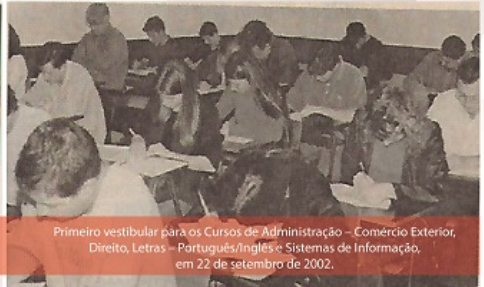 Primeiro vestibular para os Cursos de Administração – Comércio Exterior,
Direito, Letras – Português/Inglês e Sistemas de Informação,
em 22 de setembro de 2002.